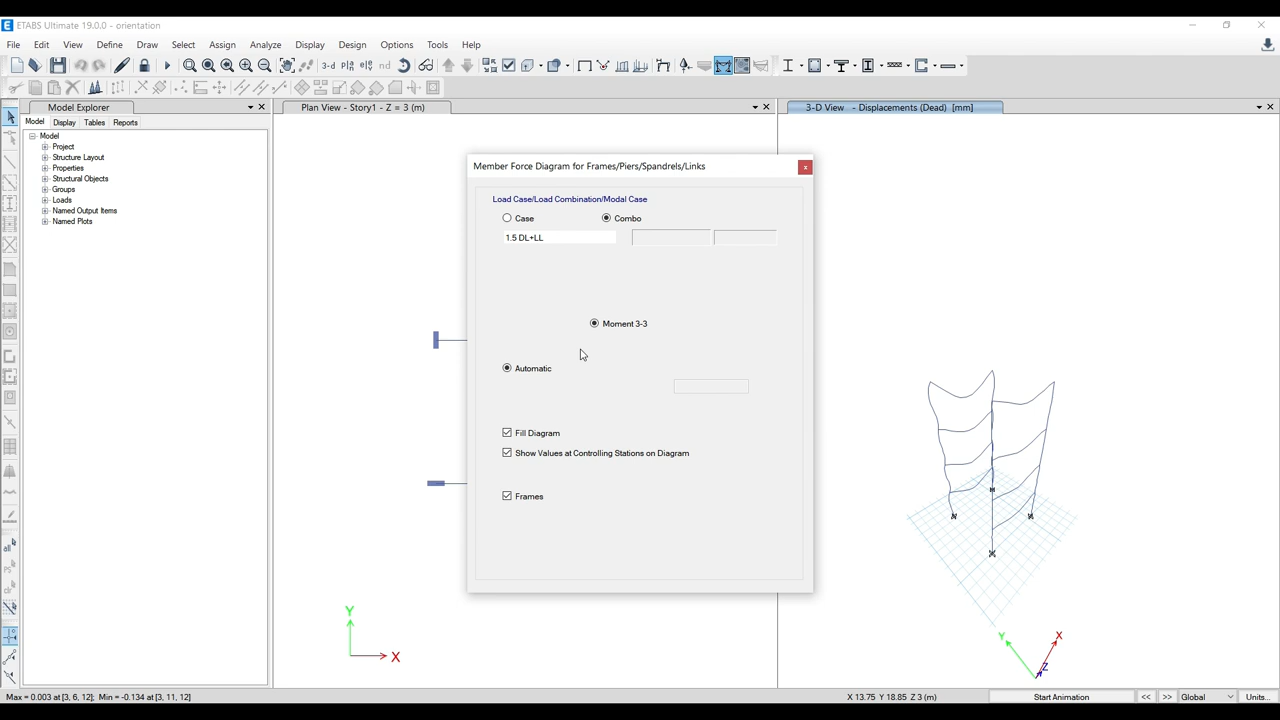 ETABS Ultimate 19.0.0 - orientation
File Edit View Define Draw Select Assign Analyze Display Design Options Tools Help
3-d nd
Model Explorer
Plan View - Story1 - Z = 3 (m)
3-D View - Displacements (Dead) [mm]
Model Display Tables Reports
Model
Project
Structure Layout
Properties
Structural Objects
Groups
Loads
Named Output Items
Named Plots
Member Force Diagram for Frames/Piers/Spandrels/Links
Load Case/Load Combination/Modal Case
Case Combo
1.5 DL+LL
Moment 3-3
Automatic
Fill Diagram
Show Values at Controlling Stations on Diagram
Frames
all
Y
X
Y
X
Z
Max = 0.003 at [3, 6, 12]; Min = -0.134 at [3, 11, 12]
X 13.75 Y 18.85 Z 3 (m)
Start Animation
<< >> Global Units...